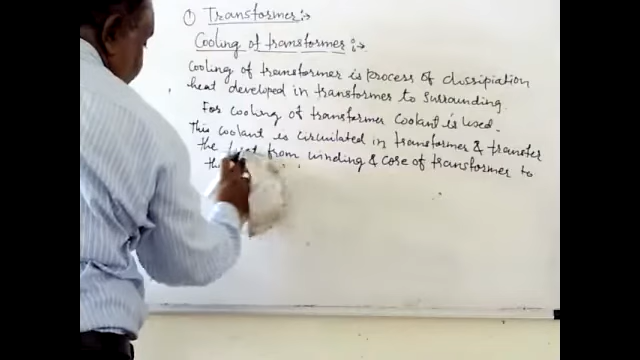 ① Transformer :→
Cooling of transformer :→
Cooling of transformer is process of dissipiation
heat developed in transformer to surrounding.
For cooling of transformer coolant is used.
This coolant is circulated in transformer & transfer
the heat from winding & core of transformer to